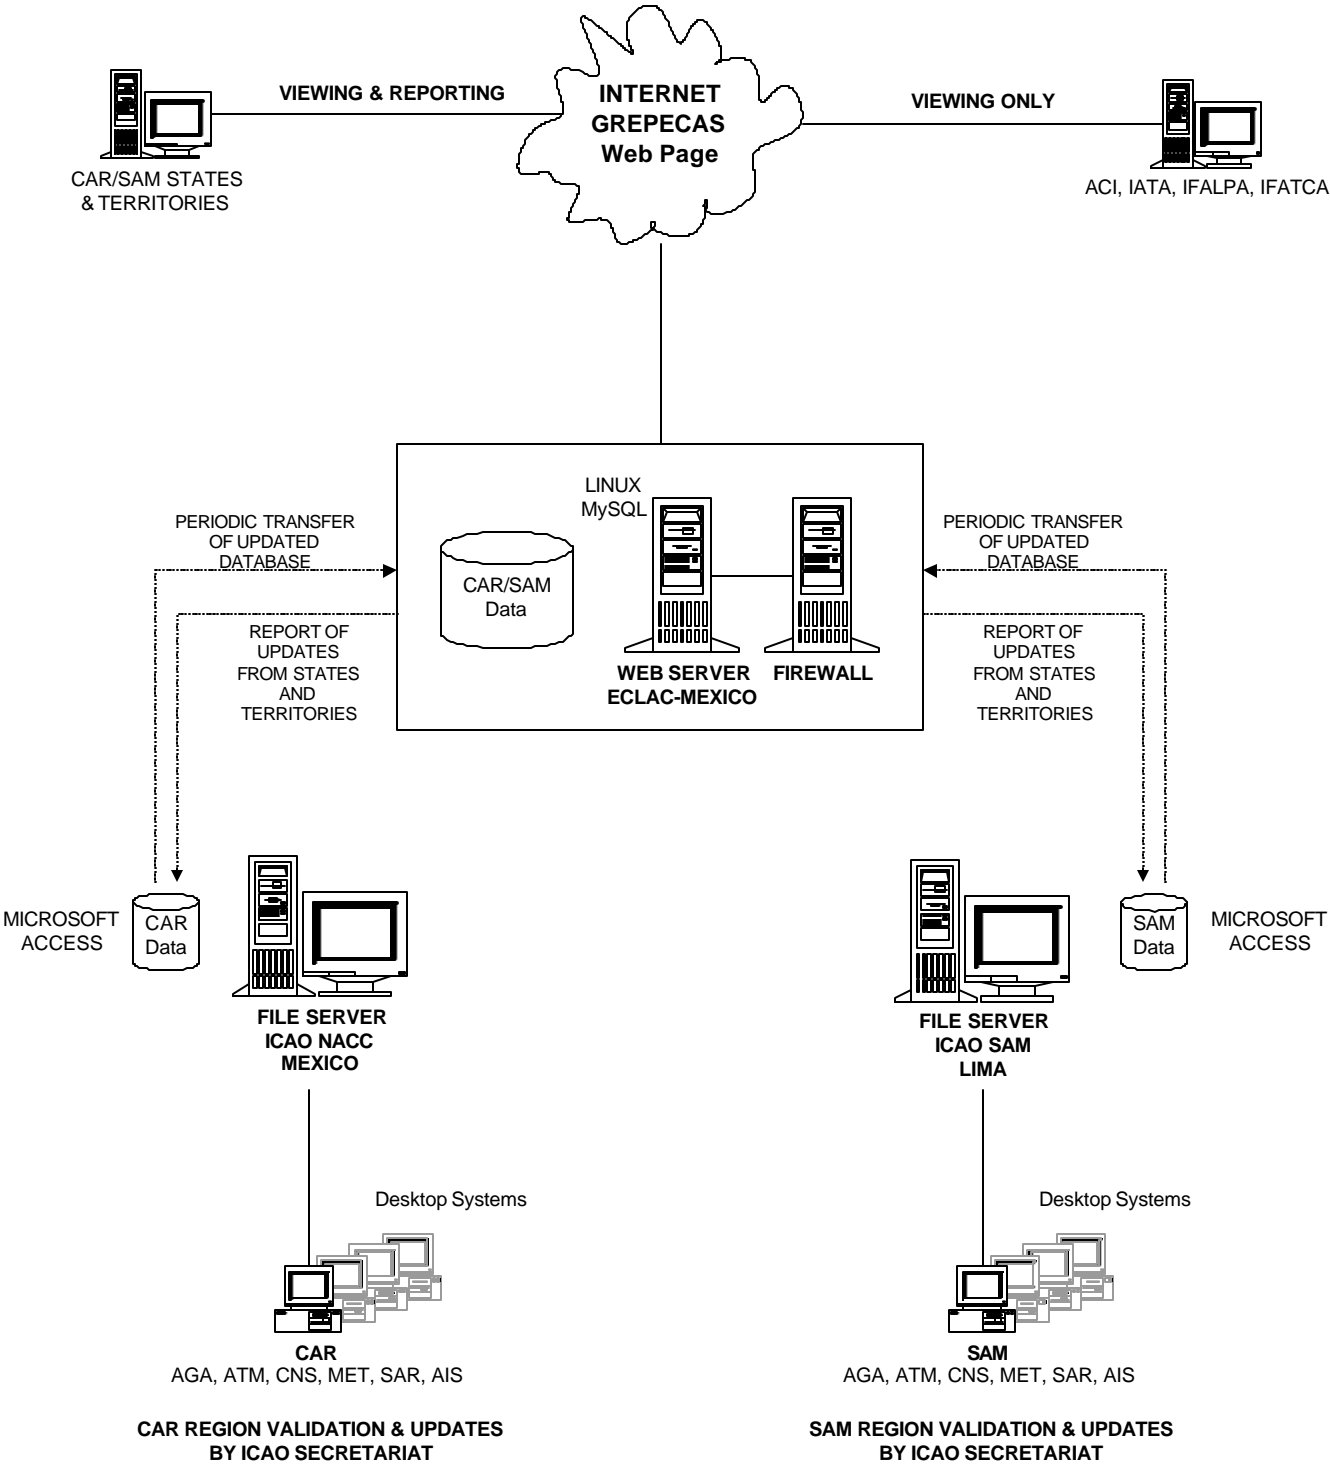 INTERNET
GREPECAS
Web Page
VIEWING & REPORTING
VIEWING ONLY
CAR/SAM STATES
& TERRITORIES
ACI, IATA, IFALPA, IFATCA
LINUX
MySQL
CAR/SAM
Data
WEB SERVER
ECLAC-MEXICO
FIREWALL
PERIODIC TRANSFER
OF UPDATED
DATABASE
REPORT OF
UPDATES
FROM STATES
AND
TERRITORIES
PERIODIC TRANSFER
OF UPDATED
DATABASE
REPORT OF
UPDATES
FROM STATES
AND
TERRITORIES
MICROSOFT
ACCESS
CAR
Data
FILE SERVER
ICAO NACC
MEXICO
SAM
Data
MICROSOFT
ACCESS
FILE SERVER
ICAO SAM
LIMA
Desktop Systems
CAR
AGA, ATM, CNS, MET, SAR, AIS
CAR REGION VALIDATION & UPDATES
BY ICAO SECRETARIAT
Desktop Systems
SAM
AGA, ATM, CNS, MET, SAR, AIS
SAM REGION VALIDATION & UPDATES
BY ICAO SECRETARIAT